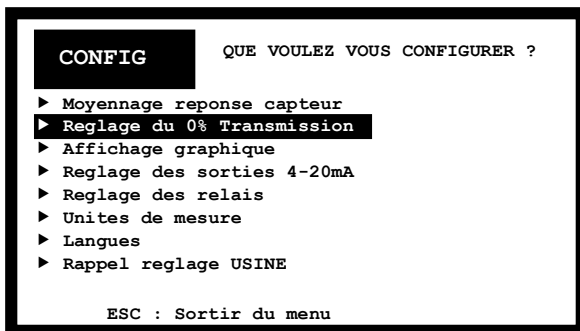 CONFIG QUE VOULEZ VOUS CONFIGURER ?
Moyennage reponse capteur
Reglage du 0% Transmission
Affichage graphique
Reglage des sorties 4-20mA
Reglage des relais
Unites de mesure
Langues
Rappel reglage USINE
ESC : Sortir du menu